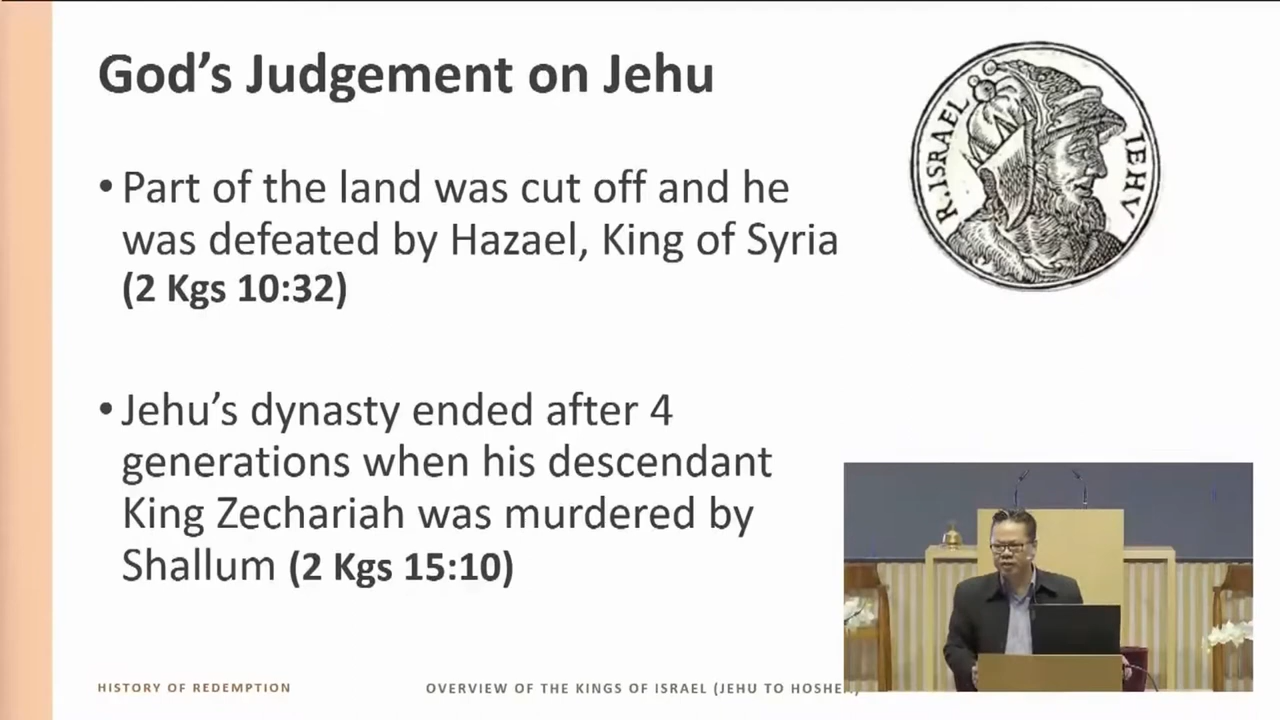 God’s Judgement on Jehu
• Part of the land was cut off and he
was defeated by Hazael, King of Syria
(2 Kgs 10:32)
• Jehu’s dynasty ended after 4
generations when his descendant
King Zechariah was murdered by
Shallum (2 Kgs 15:10)
R. ISRAEL
IEHV
HISTORY OF REDEMPTION
OVERVIEW OF THE KINGS OF ISRAEL (JEHU TO